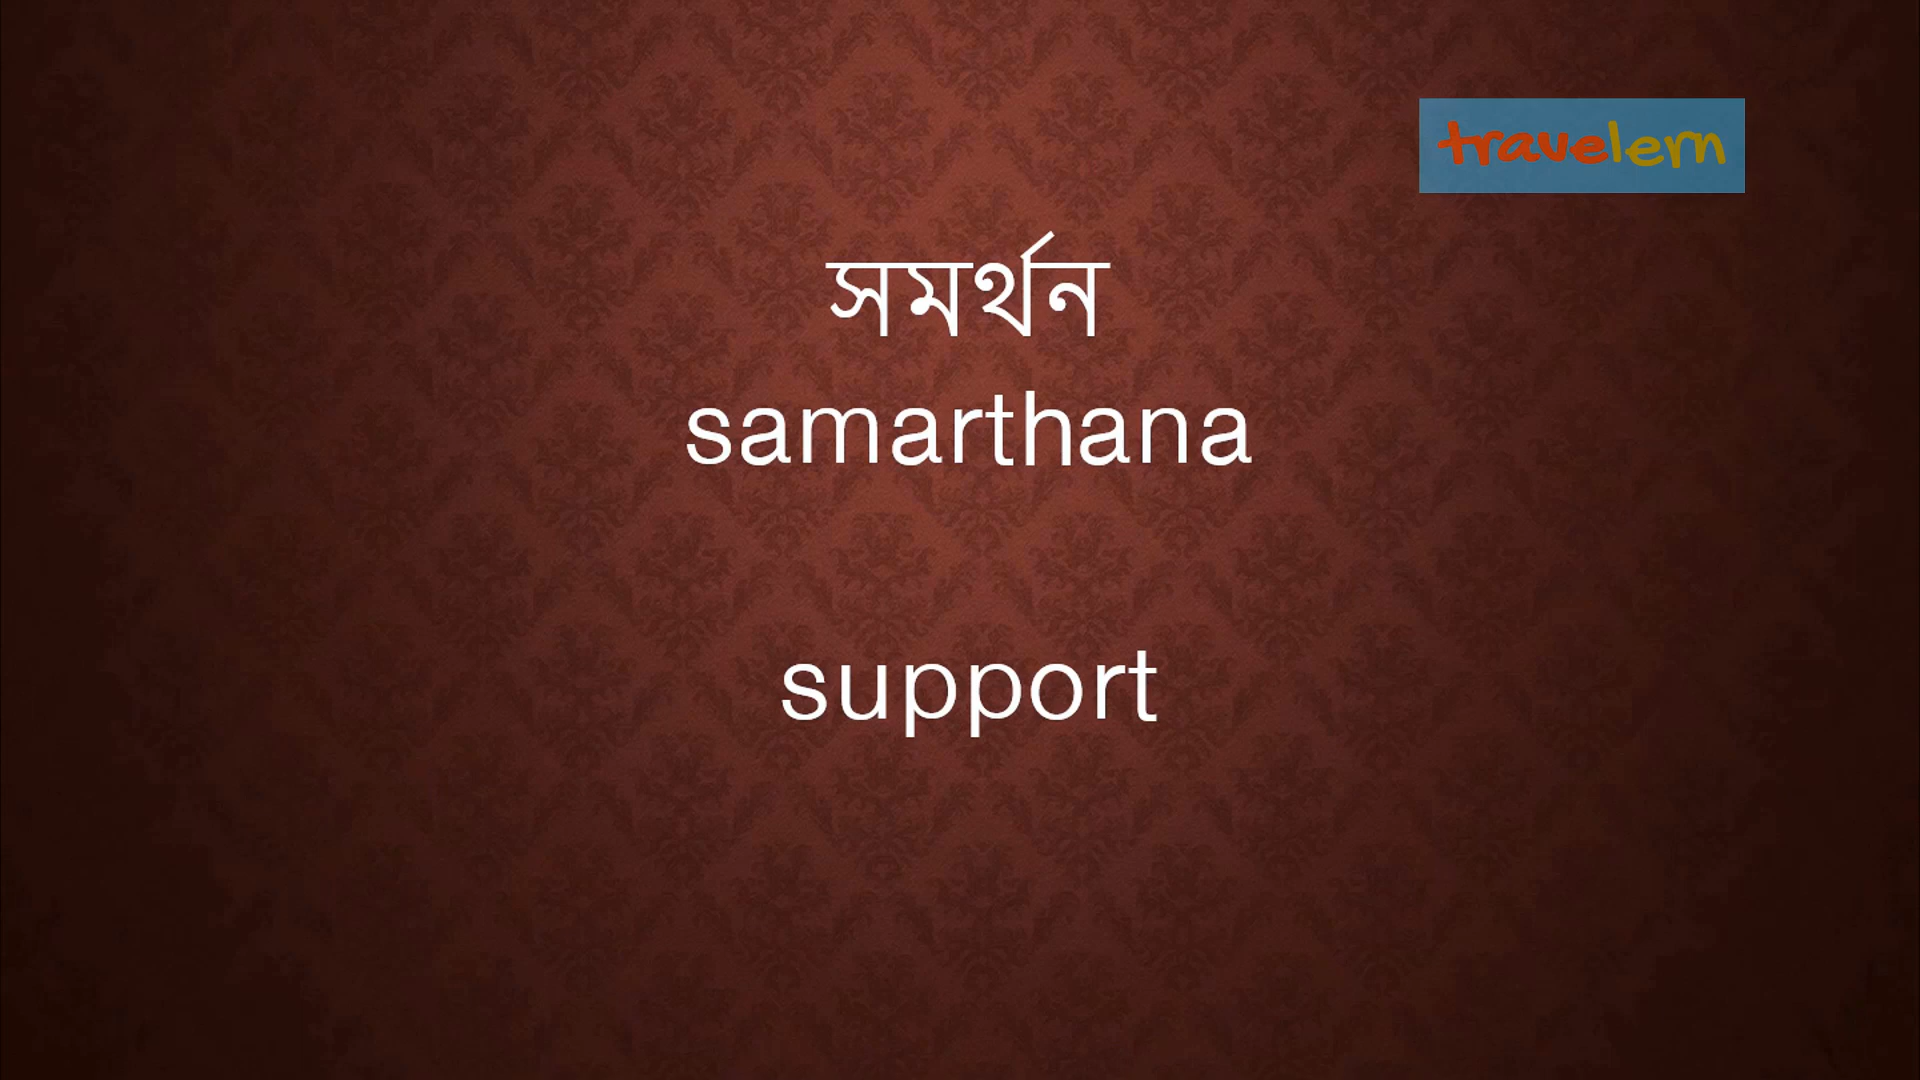 travelern
সমর্থন
samarthana
support